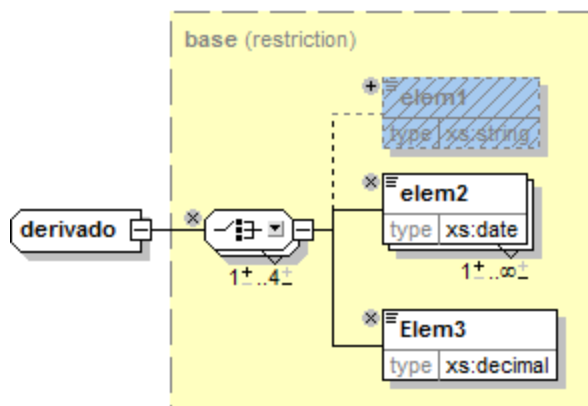 base (restriction)
elem1
type xs:string
elem2
type xs:date
derivado
1±..4±
1±..∞±
Elem3
type xs:decimal